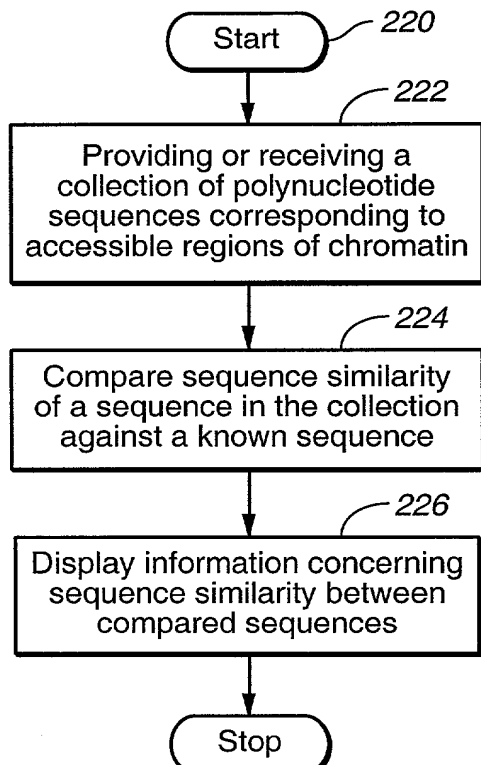 Start
220
222
Providing or receiving a
collection of polynucleotide
sequences corresponding to
accessible regions of chromatin
224
Compare sequence similarity
of a sequence in the collection
against a known sequence
226
Display information concerning
sequence similarity between
compared sequences
Stop